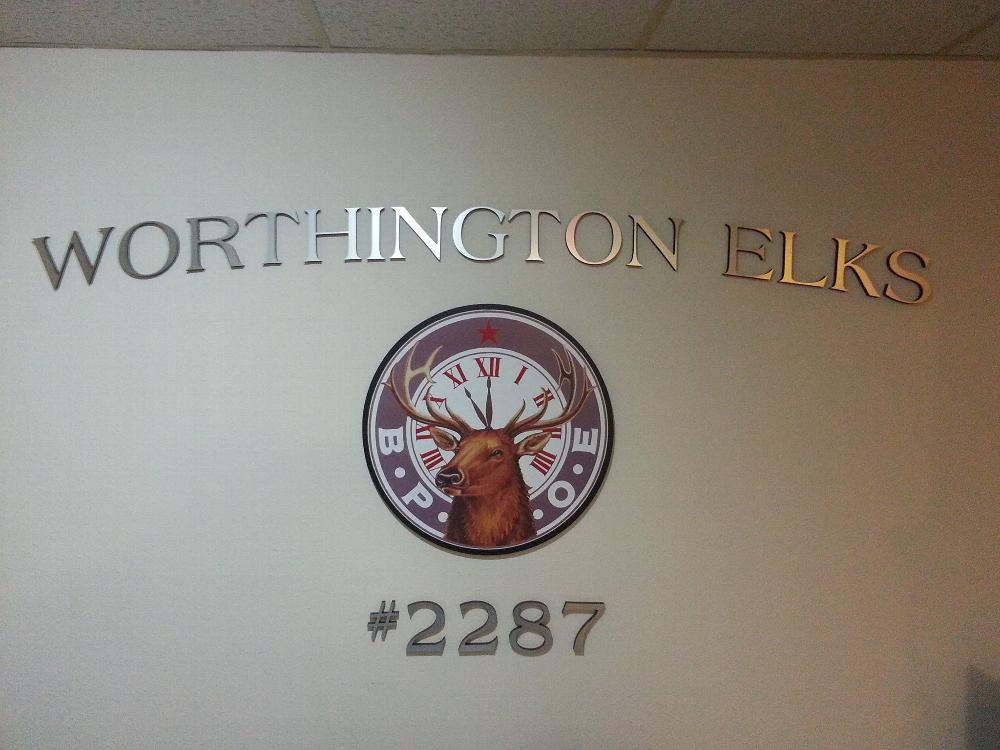 WORTHINGTON ELKS
XI XII I
B·P·O·E
#2287